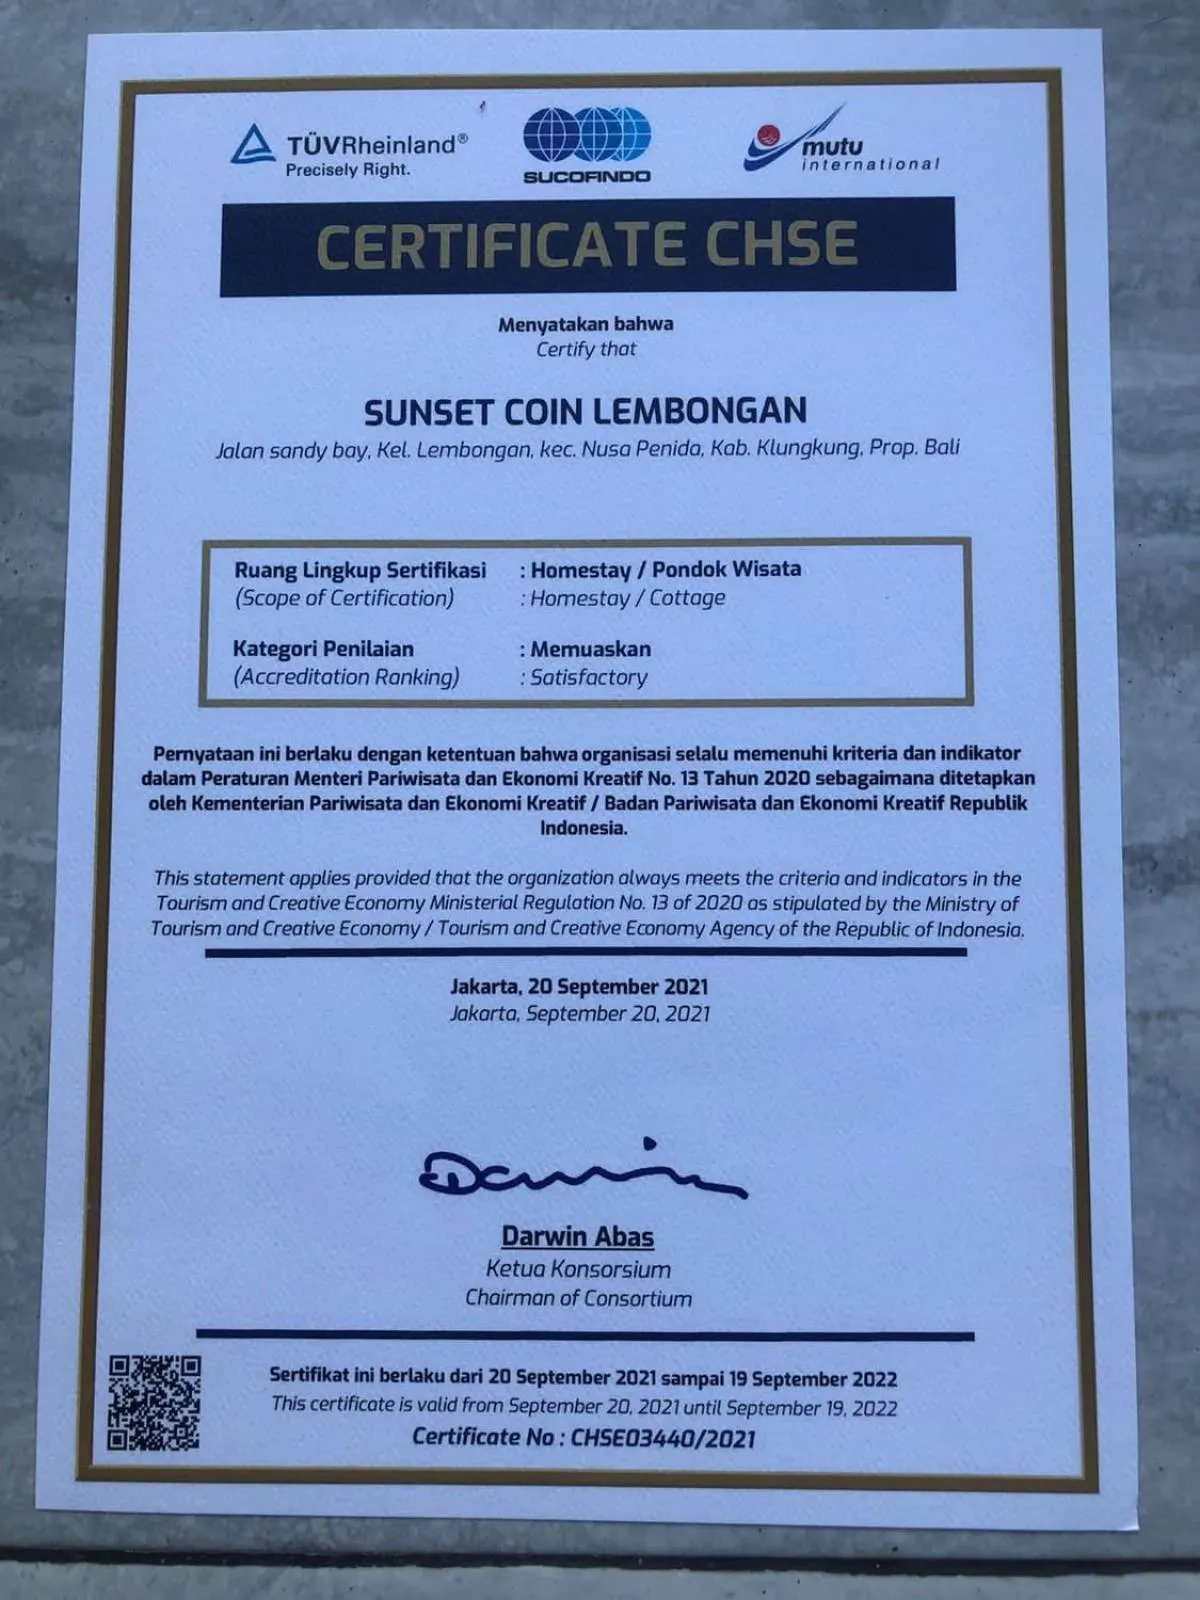 TÜVRheinland®
Precisely Right.
SUCOFINDO
mutu
international
CERTIFICATE CHSE
Menyatakan bahwa
Certify that
SUNSET COIN LEMBONGAN
Jalan sandy bay, Kel. Lembongan, kec. Nusa Penida, Kab. Klungkung, Prop. Bali
Ruang Lingkup Sertifikasi : Homestay / Pondok Wisata
(Scope of Certification) : Homestay / Cottage
Kategori Penilaian : Memuaskan
(Accreditation Ranking) : Satisfactory
Pernyataan ini berlaku dengan ketentuan bahwa organisasi selalu memenuhi kriteria dan indikator
dalam Peraturan Menteri Pariwisata dan Ekonomi Kreatif No. 13 Tahun 2020 sebagaimana ditetapkan
oleh Kementerian Pariwisata dan Ekonomi Kreatif / Badan Pariwisata dan Ekonomi Kreatif Republik
Indonesia.
This statement applies provided that the organization always meets the criteria and indicators in the
Tourism and Creative Economy Ministerial Regulation No. 13 of 2020 as stipulated by the Ministry of
Tourism and Creative Economy / Tourism and Creative Economy Agency of the Republic of Indonesia.
Jakarta, 20 September 2021
Jakarta, September 20, 2021
Darwin
Darwin Abas
Ketua Konsorsium
Chairman of Consortium
Sertifikat ini berlaku dari 20 September 2021 sampai 19 September 2022
This certificate is valid from September 20, 2021 until September 19, 2022
Certificate No : CHSE03440/2021